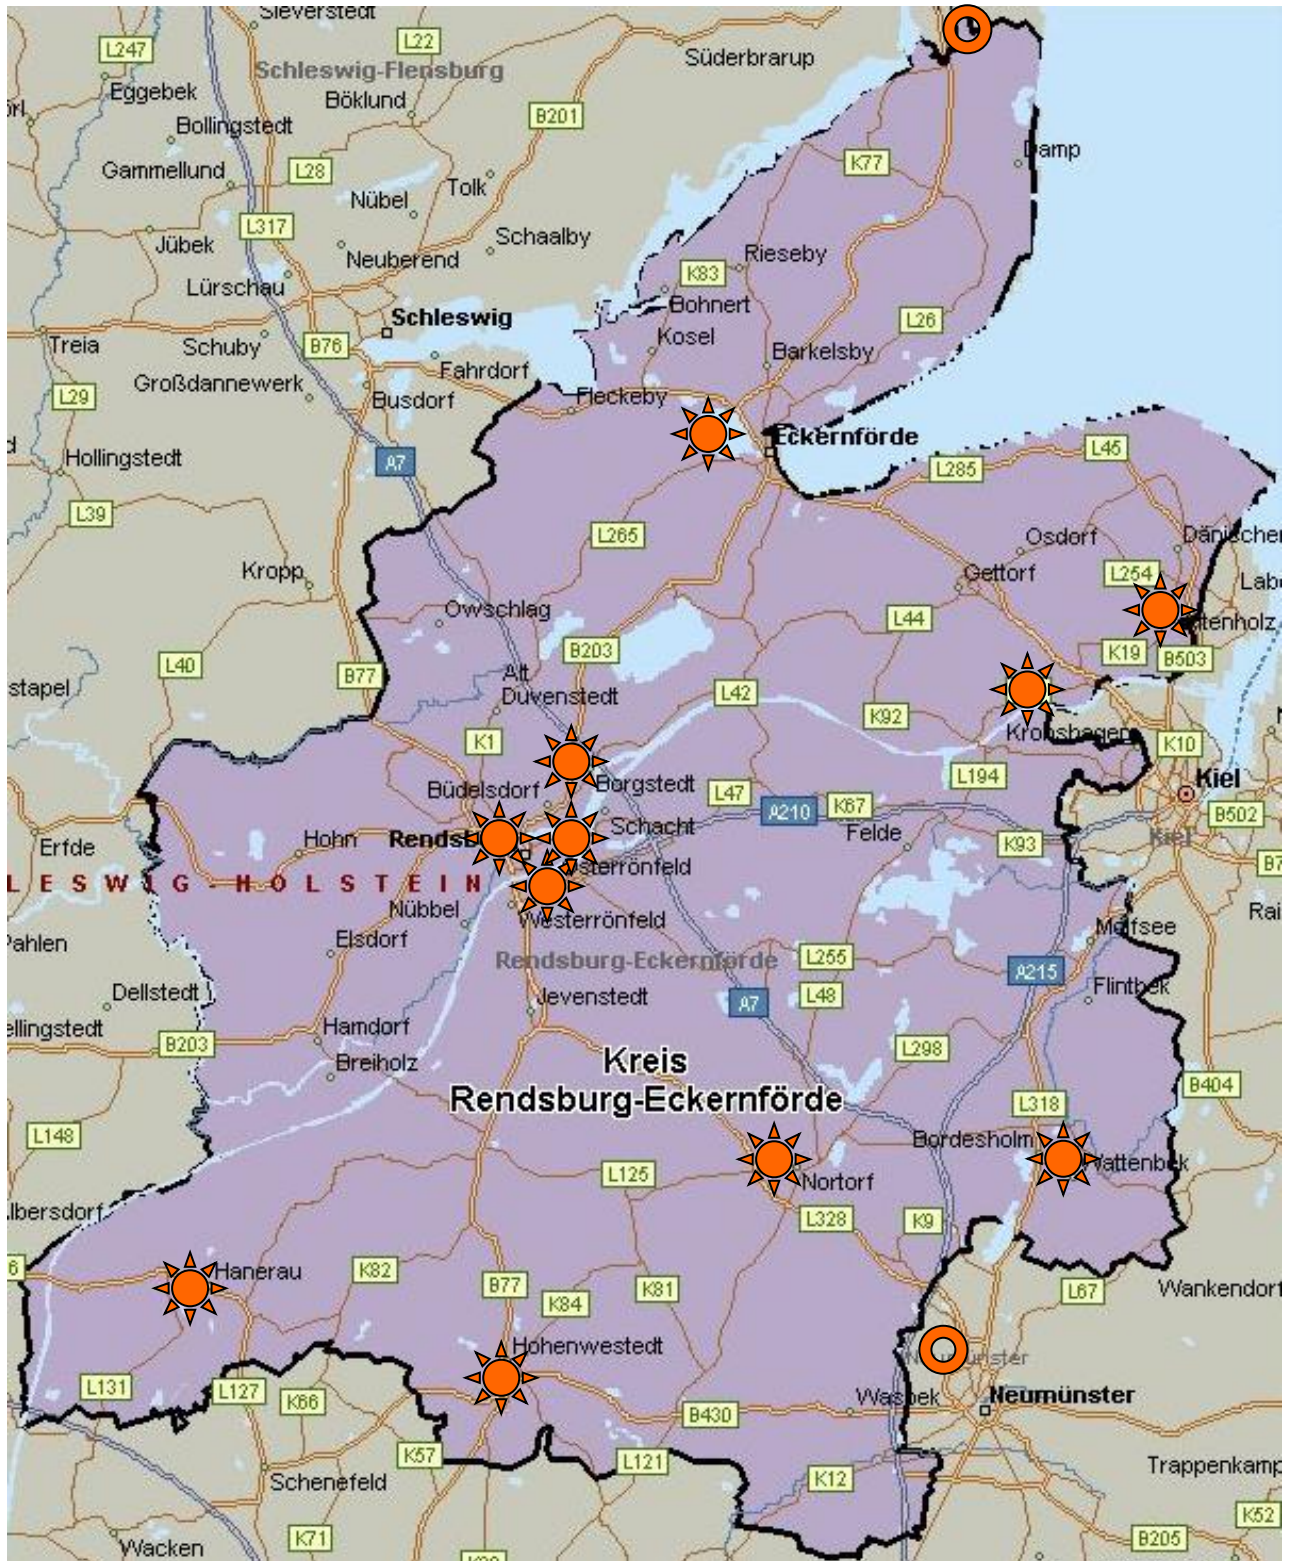 Sieverstedt
L247
L22
Süderbrarup
Schleswig-Flensburg
Eggebek
Böklund
B201
Bollingstedt
K77
Damp
Gammellund
L28
Tolk
Nübel
L317
Schaalby
Jübek
Neuberend
Rieseby
K83
Lürschau
Bohnert
Schleswig
L26
Kosel
Treia
Schuby
B76
Barkelsby
Fahrdorf
Großdannewerk
L29
Busdorf
Fleckeby
Eckernförde
L45
Hollingstedt
A7
L285
L39
L265
Osdorf
Kropp
Gettorf
L254
Owschlag
L44
L40
B203
K19
B503
B77
Alt
Duvenstedt
L42
K92
K1
K10
L194
Kiel
Büdelsdorf
Borgstedt
L47
A210
K67
B502
Hohn
Schacht
Felde
K93
Kiel
Erfde
LESWIG-HOLSTEIN
Nübbel
Westerrönfeld
Elsdorf
Molfsee
Rendsburg-Eckernförde
L255
A215
Dellstedt
Jevenstedt
A7
L48
Flintbek
Hamdorf
B203
L298
Breiholz
Kreis
Rendsburg-Eckernförde
B404
L318
L148
Bordesholm
L125
Nortorf
L328
K9
Hanerau
K82
B77
K84
K81
L67
Wankendorf
Hohenwestedt
L131
L127
K66
Wasbek
Neumünster
B430
K57
L121
K12
Schenefeld
Trappenkamp
K71
K52
Wacken
B205